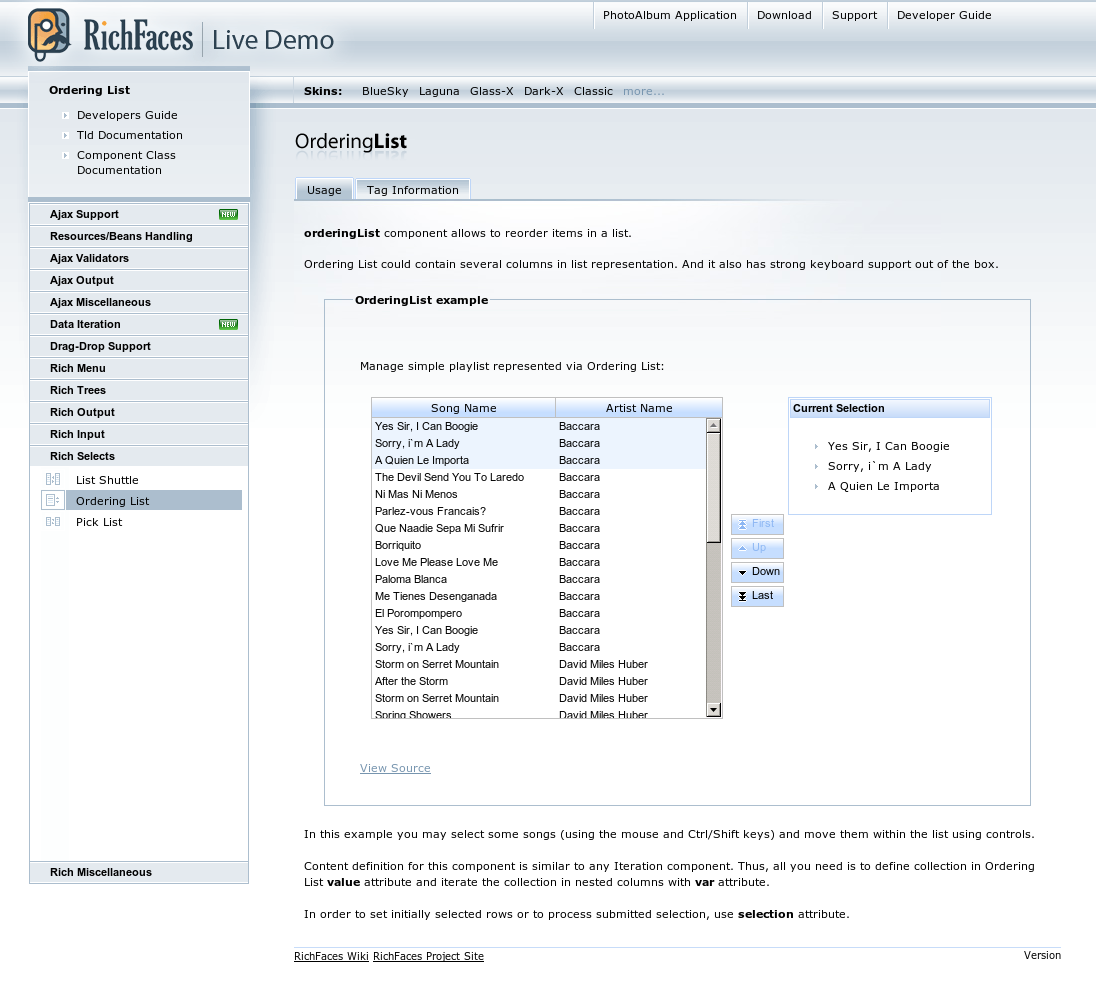 PhotoAlbum Application Download Support Developer Guide
RichFaces Live Demo
Skins: BlueSky Laguna Glass-X Dark-X Classic more...
Ordering List
Developers Guide
Tld Documentation
Component Class
Documentation
Ajax Support NEW
Resources/Beans Handling
Ajax Validators
Ajax Output
Ajax Miscellaneous
Data Iteration NEW
Drag-Drop Support
Rich Menu
Rich Trees
Rich Output
Rich Input
Rich Selects
List Shuttle
Ordering List
Pick List
Rich Miscellaneous
OrderingList
Usage Tag Information
orderingList component allows to reorder items in a list.
Ordering List could contain several columns in list representation. And it also has strong keyboard support out of the box.
OrderingList example
Manage simple playlist represented via Ordering List:
Song Name Artist Name
Yes Sir, I Can Boogie Baccara
Sorry, i`m A Lady Baccara
A Quien Le Importa Baccara
The Devil Send You To Laredo Baccara
Ni Mas Ni Menos Baccara
Parlez-vous Francais? Baccara
Que Naadie Sepa Mi Sufrir Baccara
Borriquito Baccara
Love Me Please Love Me Baccara
Paloma Blanca Baccara
Me Tienes Desenganada Baccara
El Porompompero Baccara
Yes Sir, I Can Boogie Baccara
Sorry, i`m A Lady Baccara
Storm on Serret Mountain David Miles Huber
After the Storm David Miles Huber
Storm on Serret Mountain David Miles Huber
Spring Showers David Miles Huber
First
Up
Down
Last
Current Selection
Yes Sir, I Can Boogie
Sorry, i`m A Lady
A Quien Le Importa
View Source
In this example you may select some songs (using the mouse and Ctrl/Shift keys) and move them within the list using controls.
Content definition for this component is similar to any Iteration component. Thus, all you need is to define collection in Ordering
List value attribute and iterate the collection in nested columns with var attribute.
In order to set initially selected rows or to process submitted selection, use selection attribute.
RichFaces Wiki RichFaces Project Site Version